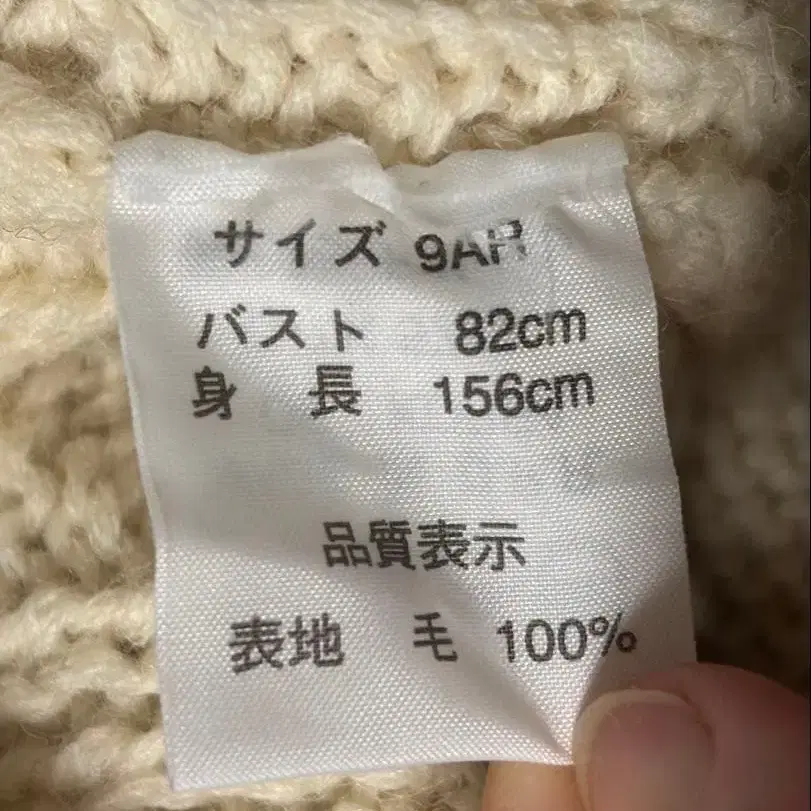 サイズ 9AR
バスト 82cm
身長 156cm
品質表示
表地 毛 100%